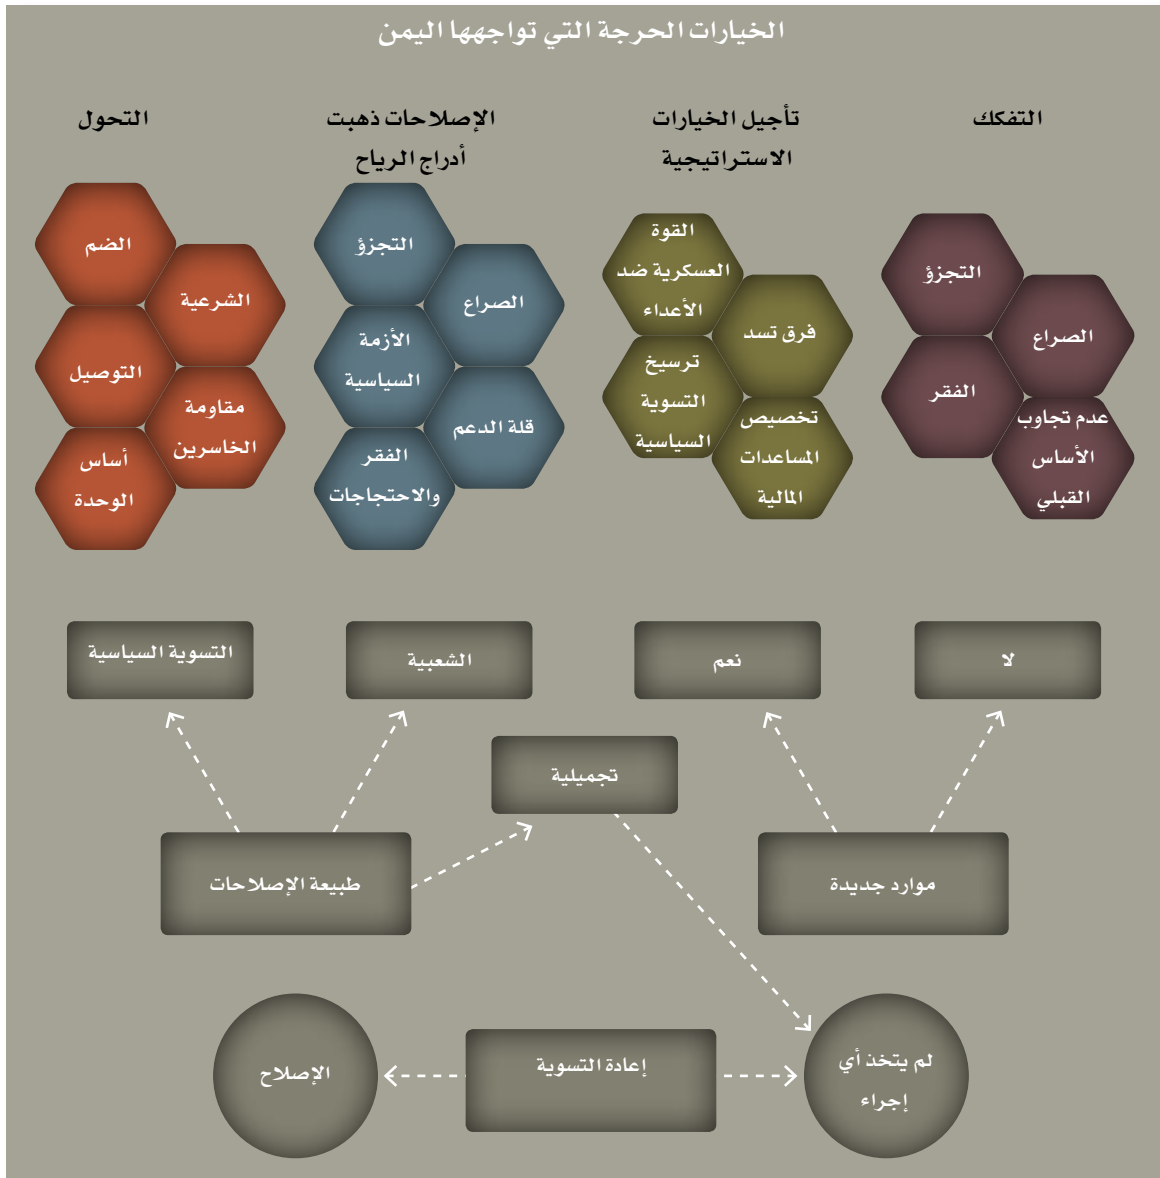 الخيارات الحرجة التي تواجهها اليمن
التفكك
تأجيل الخيارات
الاستراتيجية
الإصلاحات ذهبت
أدراج الرياح
التحول
التجزؤ
الصراع
الفقر
عدم تجاوب
الأساس
القبلي
القوة
العسكرية ضد
الأعداء
فرق تسد
ترسيخ
التسوية
السياسية
تخصيص
المساعدات
المالية
التجزؤ
الصراع
الأزمة
السياسية
قلة الدعم
الفقر
والاحتجاجات
الضم
الشرعية
التوصيل
مقاومة
الخاسرين
أساس
الوحدة
لا
نعم
الشعبية
التسوية السياسية
تجميلية
موارد جديدة
طبيعة الإصلاحات
لم يتخذ أي
إجراء
إعادة التسوية
الإصلاح